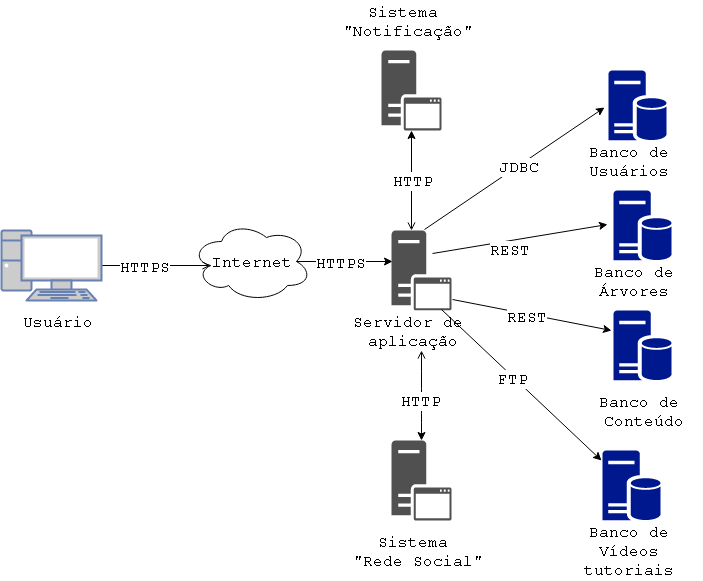 Sistema
"Notificação"
Banco de
Usuários
JDBC
HTTP
REST
Banco de
Árvores
HTTPS
Internet
HTTPS
Usuário
Servidor de
aplicação
REST
FTP
HTTP
Banco de
Conteúdo
Sistema
"Rede Social"
Banco de
Vídeos
tutoriais